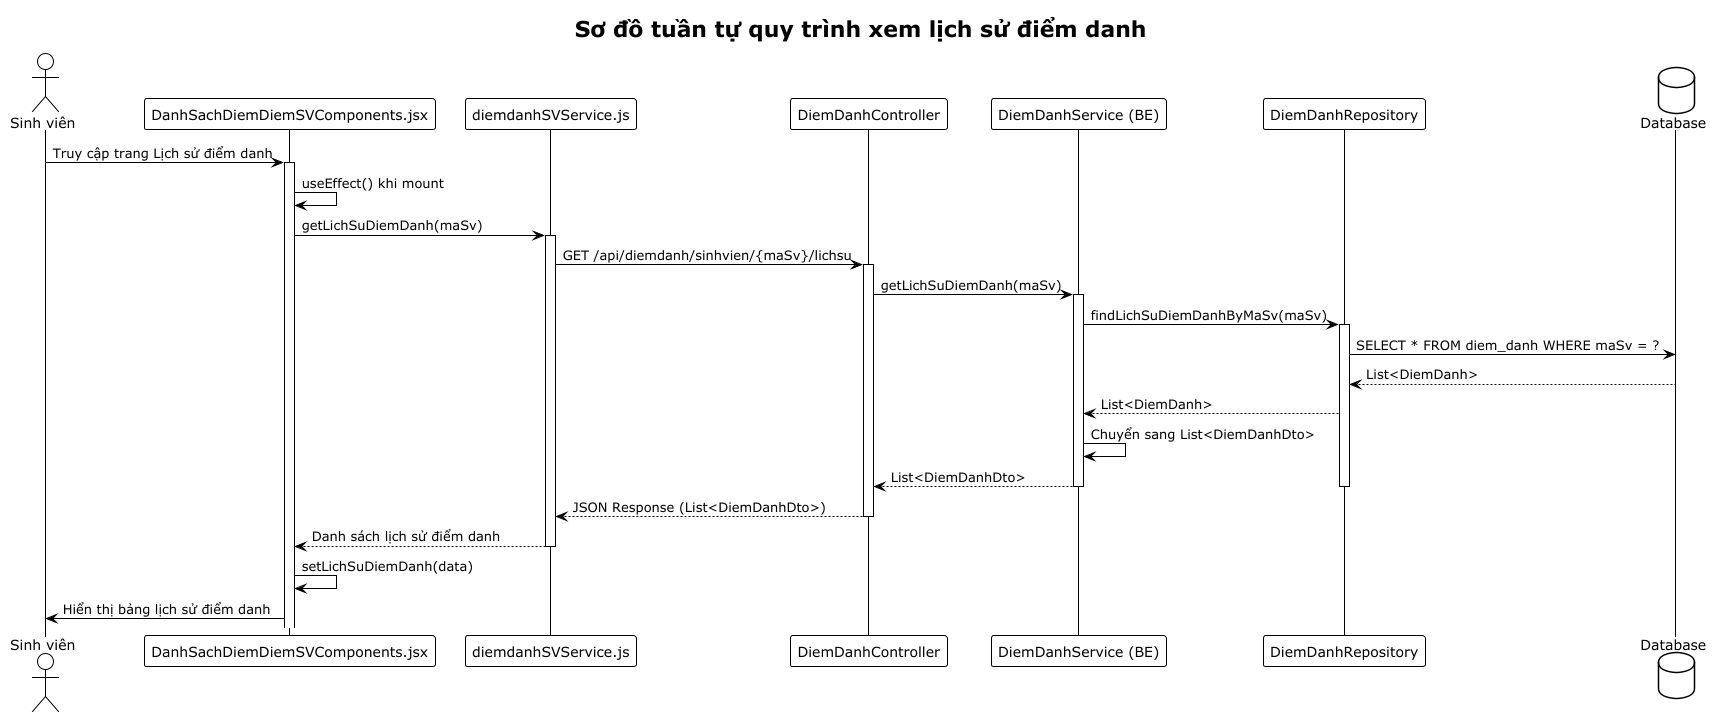 Sơ đồ tuần tự quy trình xem lịch sử điểm danh
Sinh viên
DanhSachDiemDiemSVComponents.jsx
diemdanhSVService.js
DiemDanhController
DiemDanhService (BE)
DiemDanhRepository
Database
Truy cập trang Lịch sử điểm danh
useEffect() khi mount
getLichSuDiemDanh(maSv)
GET /api/diemdanh/sinhvien/{maSv}/lichsu
getLichSuDiemDanh(maSv)
findLichSuDiemDanhByMaSv(maSv)
SELECT * FROM diem_danh WHERE maSv = ?
List<DiemDanh>
List<DiemDanh>
Chuyển sang List<DiemDanhDto>
List<DiemDanhDto>
JSON Response (List<DiemDanhDto>)
Danh sách lịch sử điểm danh
setLichSuDiemDanh(data)
Hiển thị bảng lịch sử điểm danh
Sinh viên
DanhSachDiemDiemSVComponents.jsx
diemdanhSVService.js
DiemDanhController
DiemDanhService (BE)
DiemDanhRepository
Database